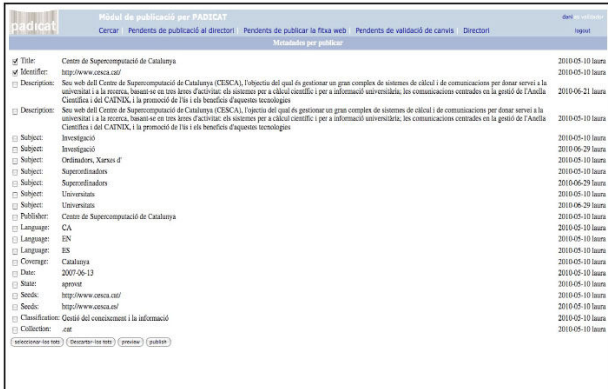 padicat
Mòdul de publicació per PADICAT
dani es validador
Cercar | Pendents de publicació al directori | Pendents de publicar la fitxa web | Pendents de validació de canvis | Directori
logout
Metadades per publicar
Title: Centre de Supercomputació de Catalunya 2010-05-10 laura
Identifier: http://www.cesca.cat/ 2010-05-10 laura
Description: Seu web dell Centre de Supercomputació de Catalunya (CESCA), l'objectiu del qual és gestionar un gran complex de sistemes de càlcul i de comunicacions per donar servei a la
universitat i a la recerca, basant-se en tres àrees d'activitat: els sistemes per a càlcul científic i per a informació universitària; les comunicacions centrades en la gestió de l'Anella 2010-06-21 laura
Científica i del CATNIX, i la promoció de l'ús i els beneficis d'aquestes tecnologies
Description: Seu web dell Centre de Supercomputació de Catalunya (CESCA), l'objectiu del qual és gestionar un gran complex de sistemes de càlcul i de comunicacions per donar servei a la
universitat i a la recerca, basant-se en tres àrees d'activitat: els sistemes per a càlcul científic i per a informació universitària; les comunicacions centrades en la gestió de l'Anella 2010-05-10 laura
Científica i del CATNIX, i la promoció de l'ús i els beneficis d'aquestes tecnologies
Subject: Investigació 2010-05-10 laura
Subject: Investigació 2010-06-29 laura
Subject: Ordinadors, Xarxes d' 2010-05-10 laura
Subject: Superordinadors 2010-05-10 laura
Subject: Superordinadors 2010-06-29 laura
Subject: Universitats 2010-05-10 laura
Subject: Universitats 2010-06-29 laura
Publisher: Centre de Supercomputació de Catalunya 2010-05-10 laura
Language: CA 2010-05-10 laura
Language: EN 2010-05-10 laura
Language: ES 2010-05-10 laura
Coverage: Catalunya 2010-05-10 laura
Date: 2007-06-13 2010-05-10 laura
State: aprovat 2010-05-10 laura
Seeds: http://www.cesca.cat/ 2010-05-10 laura
Seeds: http://www.cesca.es/ 2010-05-10 laura
Classification: Gestió del coneixement i la informació 2010-05-10 laura
Collection: .cat 2010-05-10 laura
seleccionar-los tots Descartar-los tots preview publish